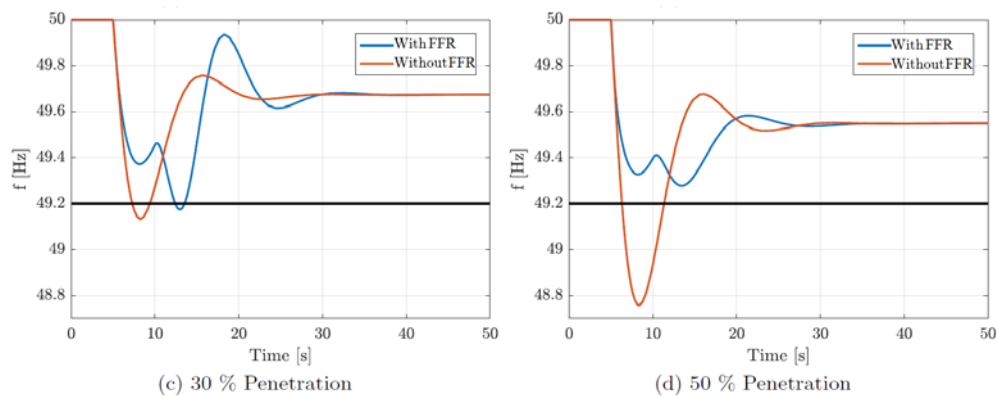 50
49.8
49.6
49.4
49.2
49
48.8
f [Hz]
With FFR
Without FFR
0
10
20
30
40
50
Time [s]
(c) 30 % Penetration
50
49.8
49.6
49.4
49.2
49
48.8
f [Hz]
With FFR
Without FFR
0
10
20
30
40
50
Time [s]
(d) 50 % Penetration